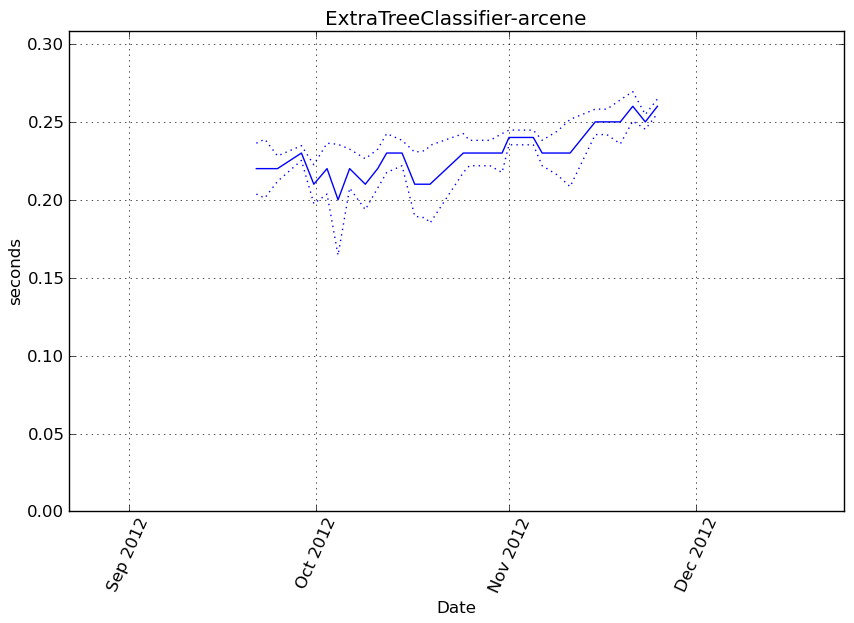 ExtraTreeClassifier-arcene
0.30
0.25
0.20
0.15
0.10
0.05
0.00
seconds
Sep 2012
Oct 2012
Nov 2012
Dec 2012
Date